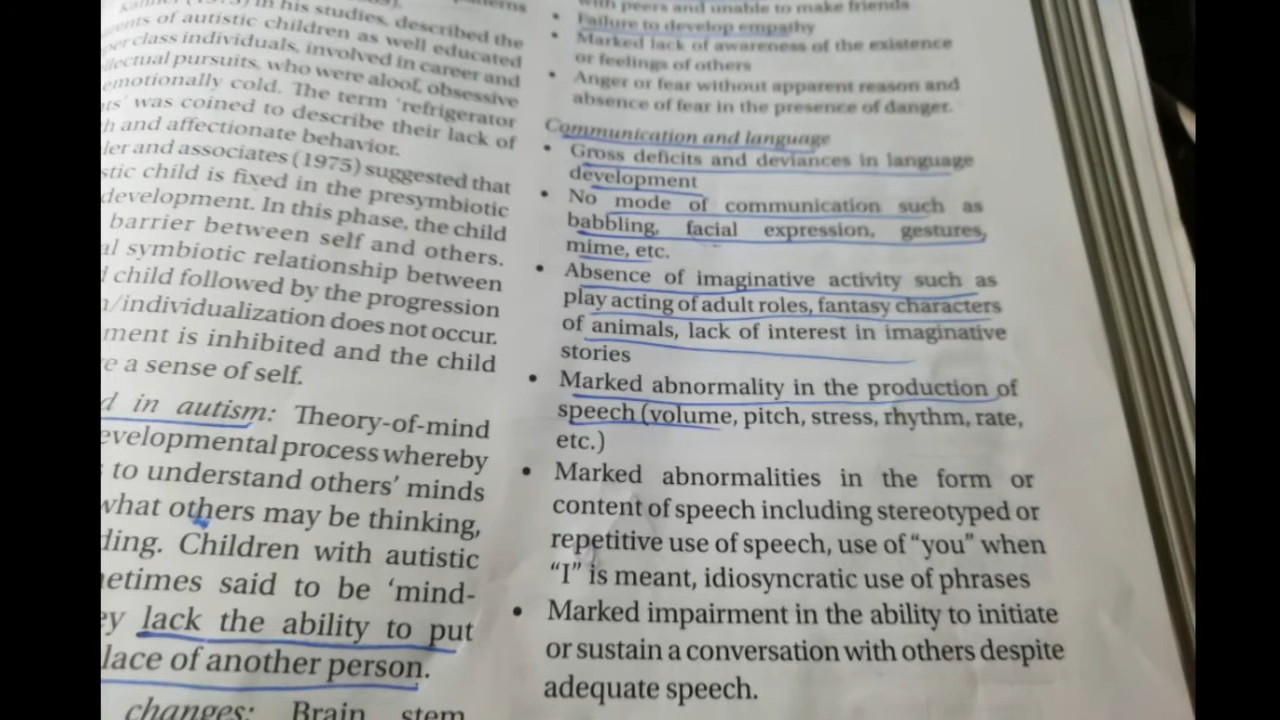 in his studies, described the
of autistic children as well educated
class individuals, involved in career and
pursuits, who were aloof, obsessive
emotionally cold. The term 'refrigerator
was coined to describe their lack of
and affectionate behavior.
and associates (1975) suggested that
child is fixed in the presymbiotic
development. In this phase, the child
barrier between self and others.
symbiotic relationship between
child followed by the progression
/individualization does not occur.
ment is inhibited and the child
a sense of self.
in autism: Theory-of-mind
developmental process whereby
to understand others' minds
what others may be thinking,
ding. Children with autistic
etimes said to be 'mind-
lack the ability to put
lace of another person.
changes: Brain stem
with peers and unable to make friends
• Failure to develop empathy
• Marked lack of awareness of the existence
or feelings of others
• Anger or fear without apparent reason and
absence of fear in the presence of danger.
Communication and language
• Gross deficits and deviances in language
development
• No mode of communication such as
babbling, facial expression, gestures,
mime, etc.
• Absence of imaginative activity such as
play acting of adult roles, fantasy characters
of animals, lack of interest in imaginative
stories
• Marked abnormality in the production of
speech (volume, pitch, stress, rhythm, rate,
etc.)
• Marked abnormalities in the form or
content of speech including stereotyped or
repetitive use of speech, use of "you" when
"I" is meant, idiosyncratic use of phrases
• Marked impairment in the ability to initiate
or sustain a conversation with others despite
adequate speech.